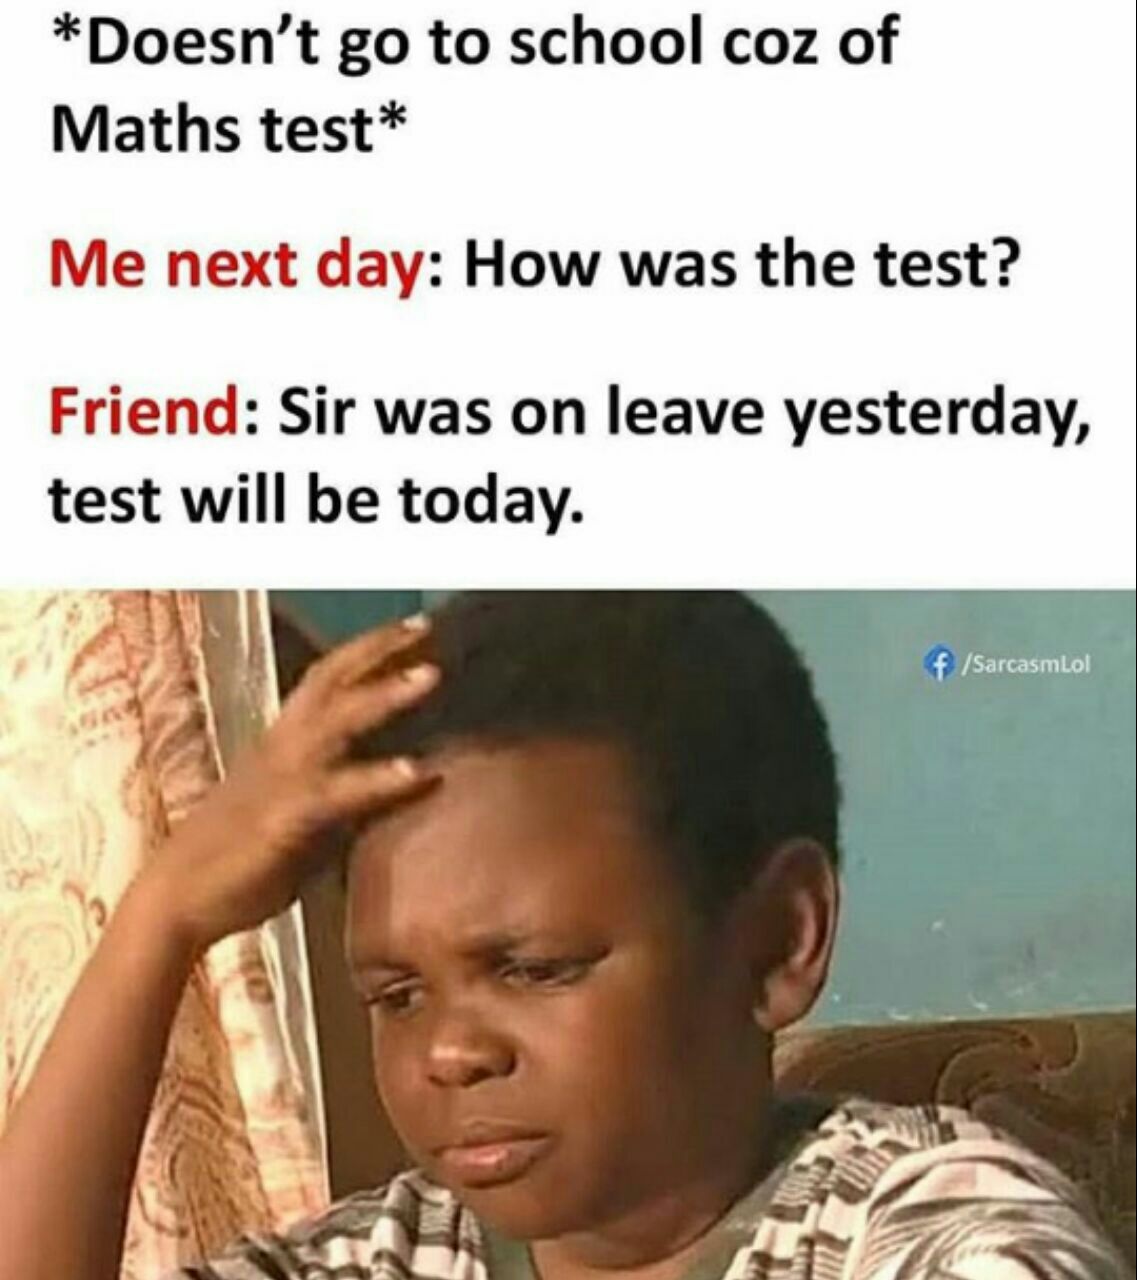 *Doesn't go to school coz of
Maths test*
Me next day: How was the test?
Friend: Sir was on leave yesterday,
test will be today.
/SarcasmLol